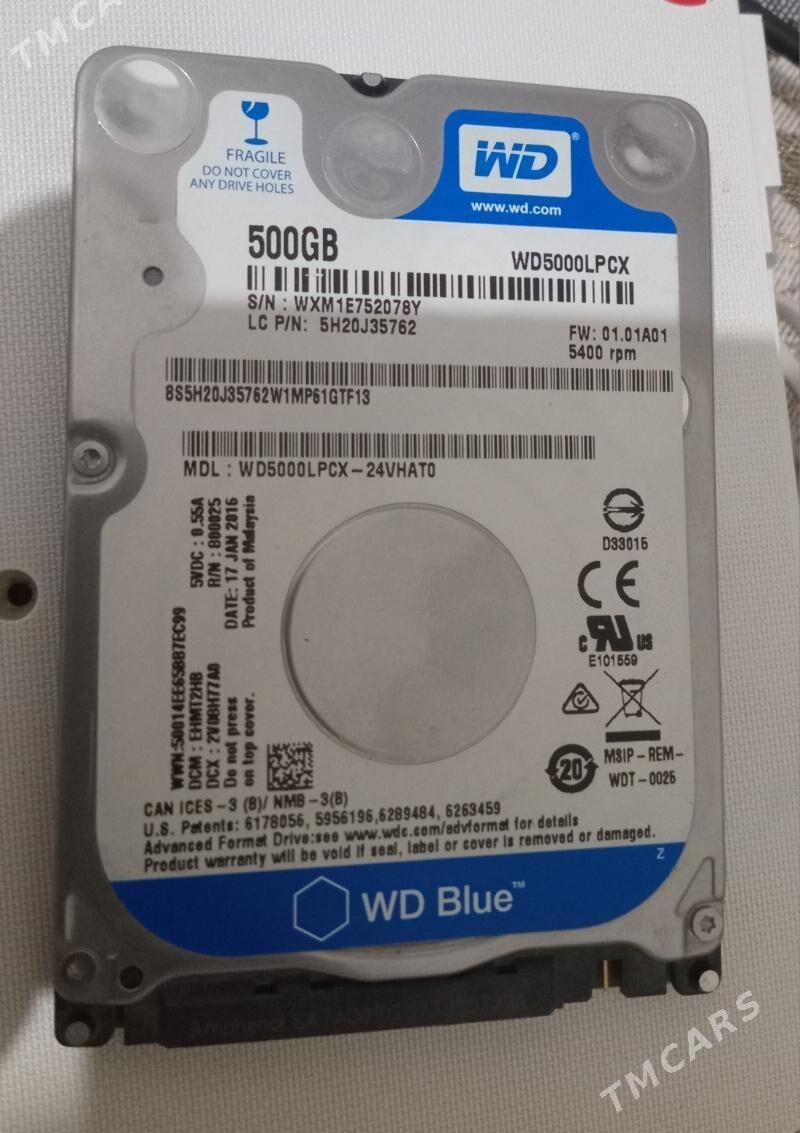 TMCARS
FRAGILE
DO NOT COVER
ANY DRIVE HOLES
WD®
www.wd.com
500GB
WD5000LPCX
S/N : WXM1E752078Y
LC P/N: 5H20J35762
FW: 01.01A01
5400 rpm
8S5H20J35762W1MP61GTF13
MDL : WD5000LPCX-24VHAT0
WWN:50014EE65BB7EC99
DCM : EHMT2HB
DCX : 2V08H77A0
Do not press
on top cover.
5VDC : 0.55A
R/N : 800025
DATE: 17 JAN 2016
Product of Malaysia
D33015
CE
c UR US
E101559
20
MSIP-REM-
WDT-0025
CAN ICES-3 (B)/ NMB-3(B)
U.S. Patents: 6178056, 5956196,6289484, 6263459
Advanced Format Drive:see www.wdc.com/advformat for details
Product warranty will be void if seal, label or cover is removed or damaged.
Z
WD Blue™
Amphenol
TMCARS